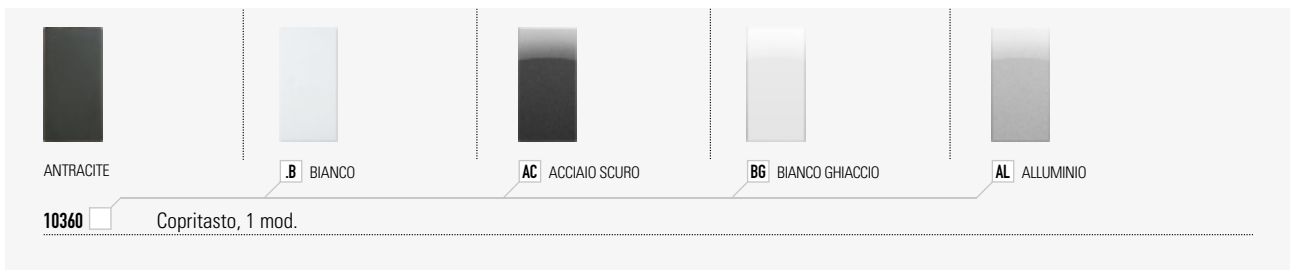 ANTRACITE
.B BIANCO
AC ACCIAIO SCURO
BG BIANCO GHIACCIO
AL ALLUMINIO
10360 Copritasto, 1 mod.